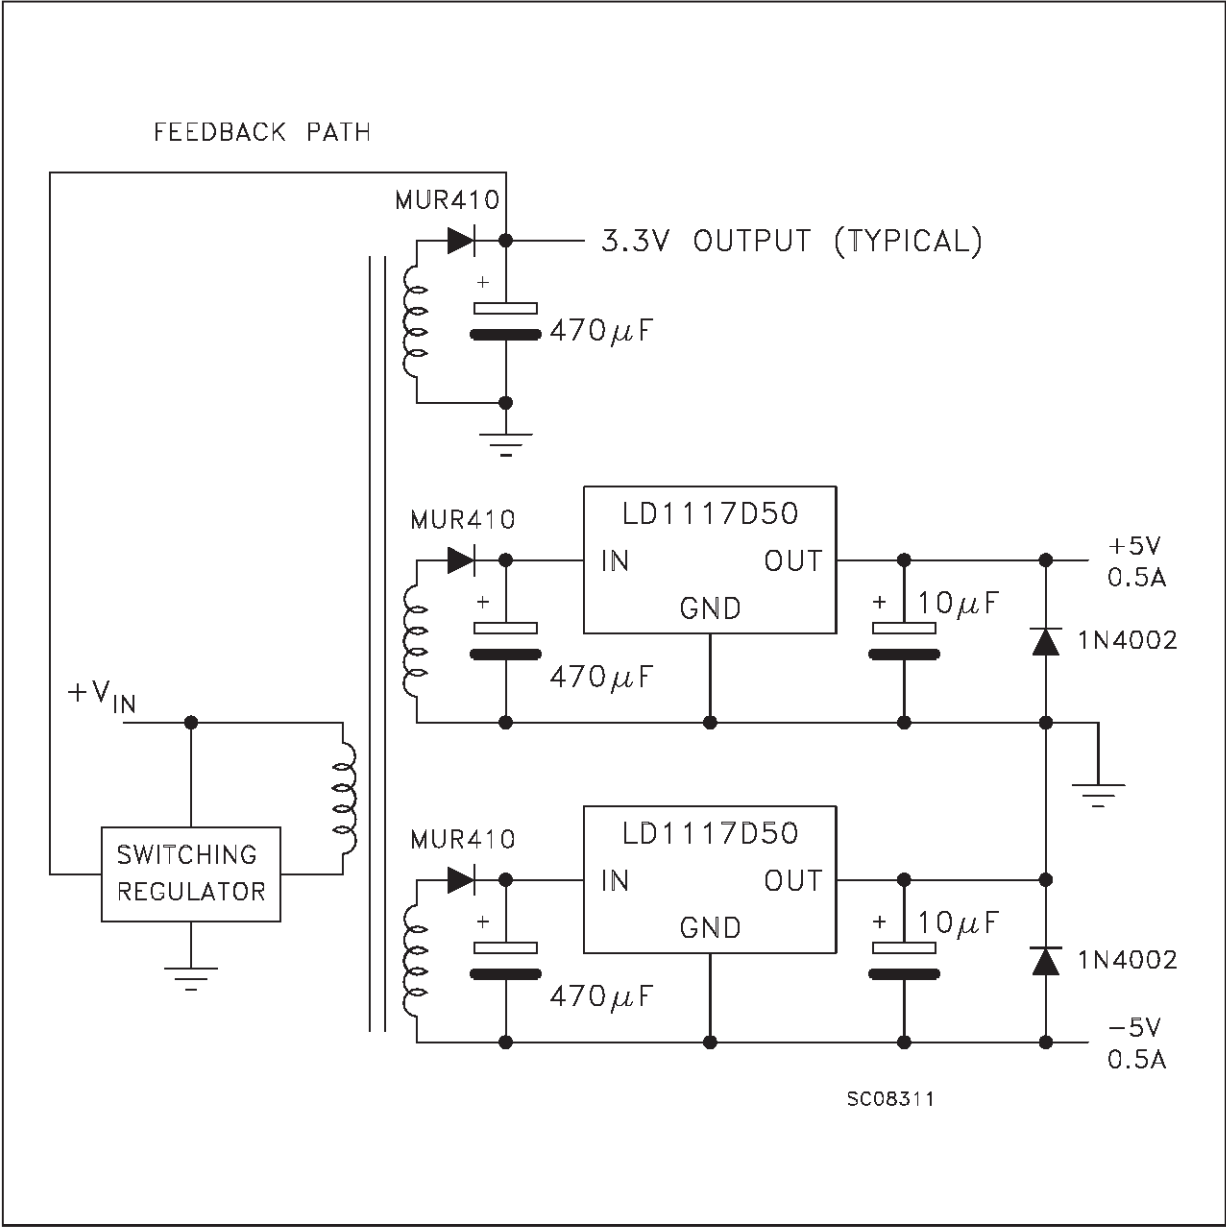 FEEDBACK PATH
MUR410
3.3V OUTPUT (TYPICAL)
+
470μF
MUR410
LD1117D50
IN OUT
GND
+
470μF
+ 10μF
+5V
0.5A
1N4002
+VIN
SWITCHING
REGULATOR
MUR410
LD1117D50
IN OUT
GND
+
470μF
+ 10μF
1N4002
−5V
0.5A
SC08311